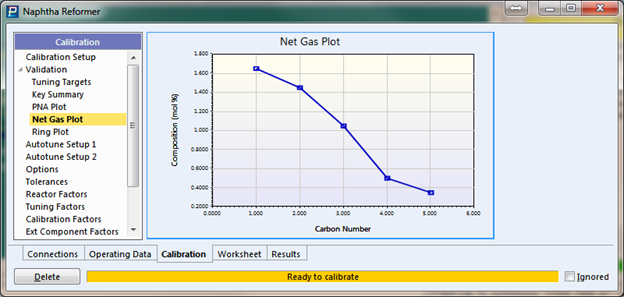 Naphtha Reformer
Calibration
Calibration Setup
Validation
Tuning Targets
Key Summary
PNA Plot
Net Gas Plot
Ring Plot
Autotune Setup 1
Autotune Setup 2
Options
Tolerances
Reactor Factors
Tuning Factors
Calibration Factors
Ext Component Factors
Net Gas Plot
Composition (mol %)
1.800
1.600
1.400
1.200
1.000
0.8000
0.6000
0.4000
0.2000
0.0000 1.000 2.000 3.000 4.000 5.000 6.000
Carbon Number
Connections Operating Data Calibration Worksheet Results
Delete Ready to calibrate Ignored